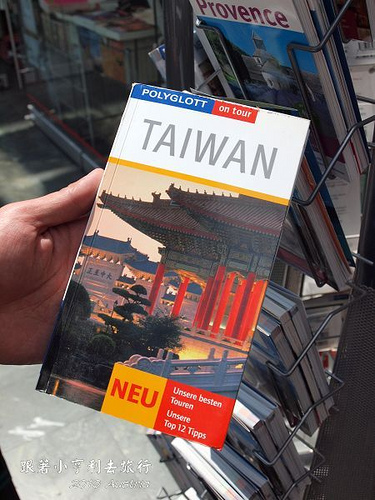 Provence
POLYGLOTT on tour
TAIWAN
NEU
Unsere besten
Touren
Unsere
Top 12 Tipps
跟著小亨到去旅行